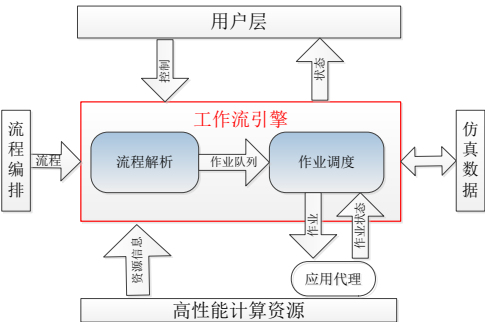 用户层
控制
状态
工作流引擎
流程编排
流程
流程解析
作业队列
作业调度
仿真数据
作业
作业状态
资源信息
应用代理
高性能计算资源